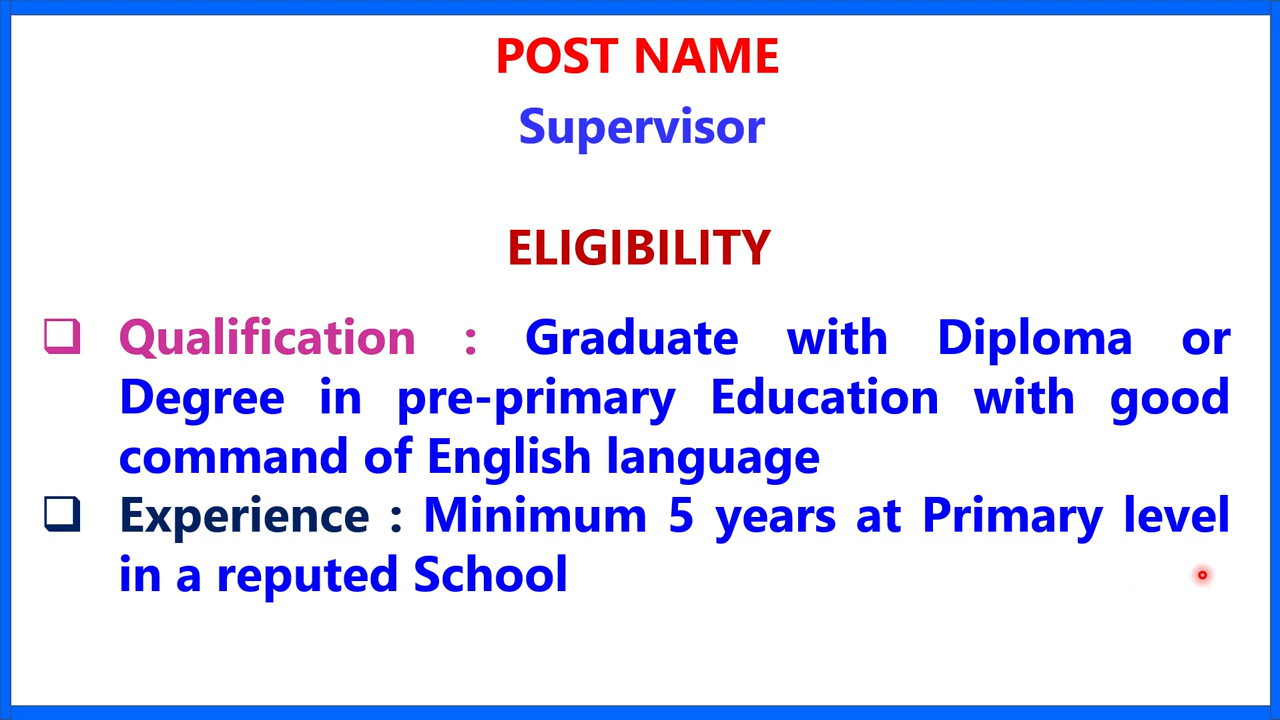 POST NAME
Supervisor
ELIGIBILITY
❑ Qualification : Graduate with Diploma or
Degree in pre-primary Education with good
command of English language
❑ Experience : Minimum 5 years at Primary level
in a reputed School